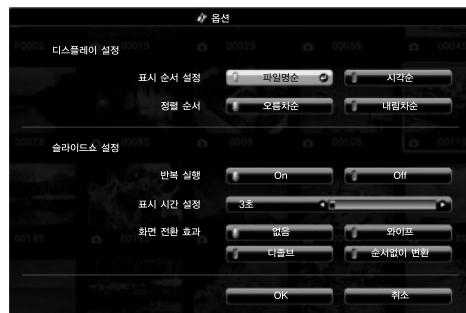 옵션
디스플레이 설정
표시 순서 설정 파일명순 시각순
정렬 순서 오름차순 내림차순
슬라이드쇼 설정
반복 실행 On Off
표시 시간 설정 3초
화면 전환 효과 없음 와이프
디졸브 순서없이 변환
OK 취소